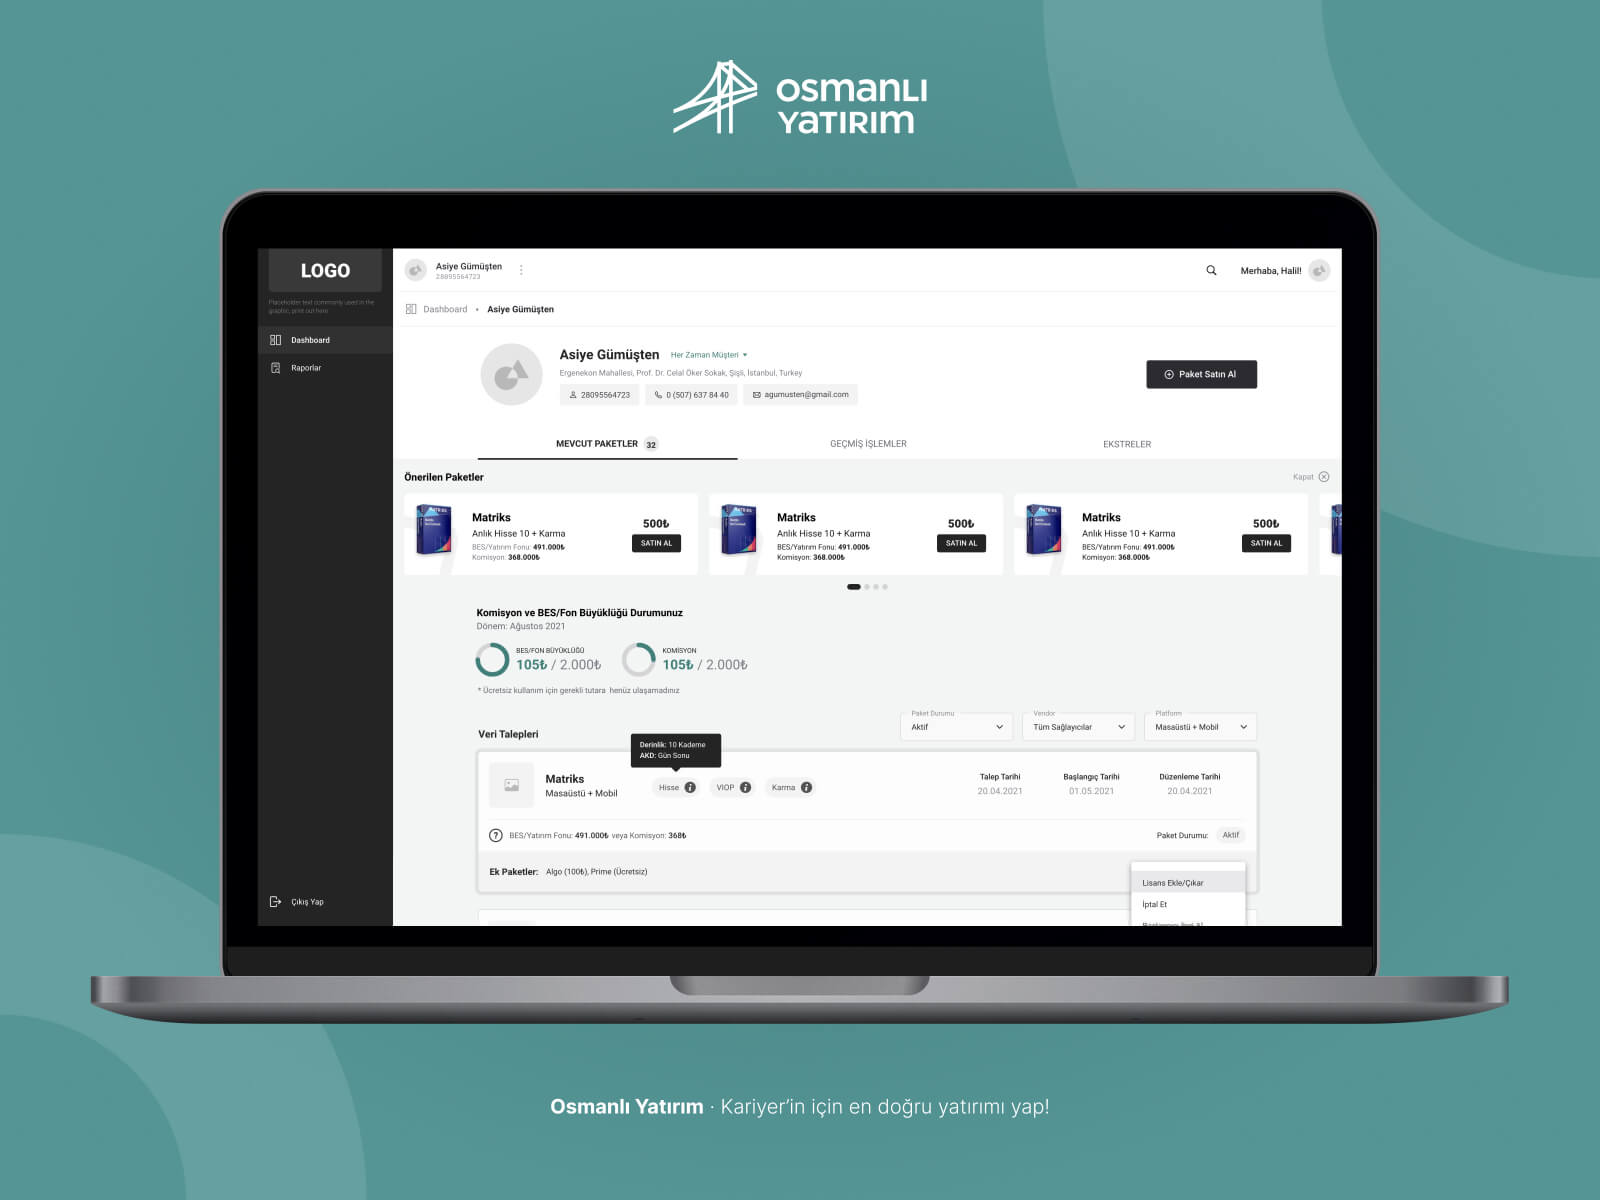 osmanlı
yatırım
LOGO
Placeholder text commonly used in the
graphic, print out here
Dashboard
Raporlar
Çıkış Yap
Asiye Gümüşten
28095564723
Merhaba, Halil!
Dashboard • Asiye Gümüşten
Asiye Gümüşten Her Zaman Müşteri
Ergenekon Mahallesi, Prof. Dr. Celal Öker Sokak, Şişli, İstanbul, Turkey
28095564723 0 (507) 637 84 40 agumusten@gmail.com
Paket Satın Al
MEVCUT PAKETLER 32 GEÇMİŞ İŞLEMLER EKSTRELER
Önerilen Paketler Kapat
Matriks
Anlık Hisse 10 + Karma
BES/Yatırım Fonu: 491.000₺
Komisyon: 368.000₺
500₺
SATIN AL
Matriks
Anlık Hisse 10 + Karma
BES/Yatırım Fonu: 491.000₺
Komisyon: 368.000₺
500₺
SATIN AL
Matriks
Anlık Hisse 10 + Karma
BES/Yatırım Fonu: 491.000₺
Komisyon: 368.000₺
500₺
SATIN AL
Komisyon ve BES/Fon Büyüklüğü Durumunuz
Dönem: Ağustos 2021
BES/FON BÜYÜKLÜĞÜ
105₺ / 2.000₺
KOMİSYON
105₺ / 2.000₺
* Ücretsiz kullanım için gerekli tutara henüz ulaşamadınız
Veri Talepleri
Paket Durumu
Aktif
Vendor
Tüm Sağlayıcılar
Platform
Masaüstü + Mobil
Derinlik: 10 Kademe
AKD: Gün Sonu
Matriks
Masaüstü + Mobil
Hisse VIOP Karma
Talep Tarihi
20.04.2021
Başlangıç Tarihi
01.05.2021
Düzenleme Tarihi
20.04.2021
BES/Yatırım Fonu: 491.000₺ veya Komisyon: 368₺
Paket Durumu: Aktif
Ek Paketler: Algo (100₺), Prime (Ücretsiz)
Lisans Ekle/Çıkar
İptal Et
Osmanlı Yatırım · Kariyer’in için en doğru yatırımı yap!